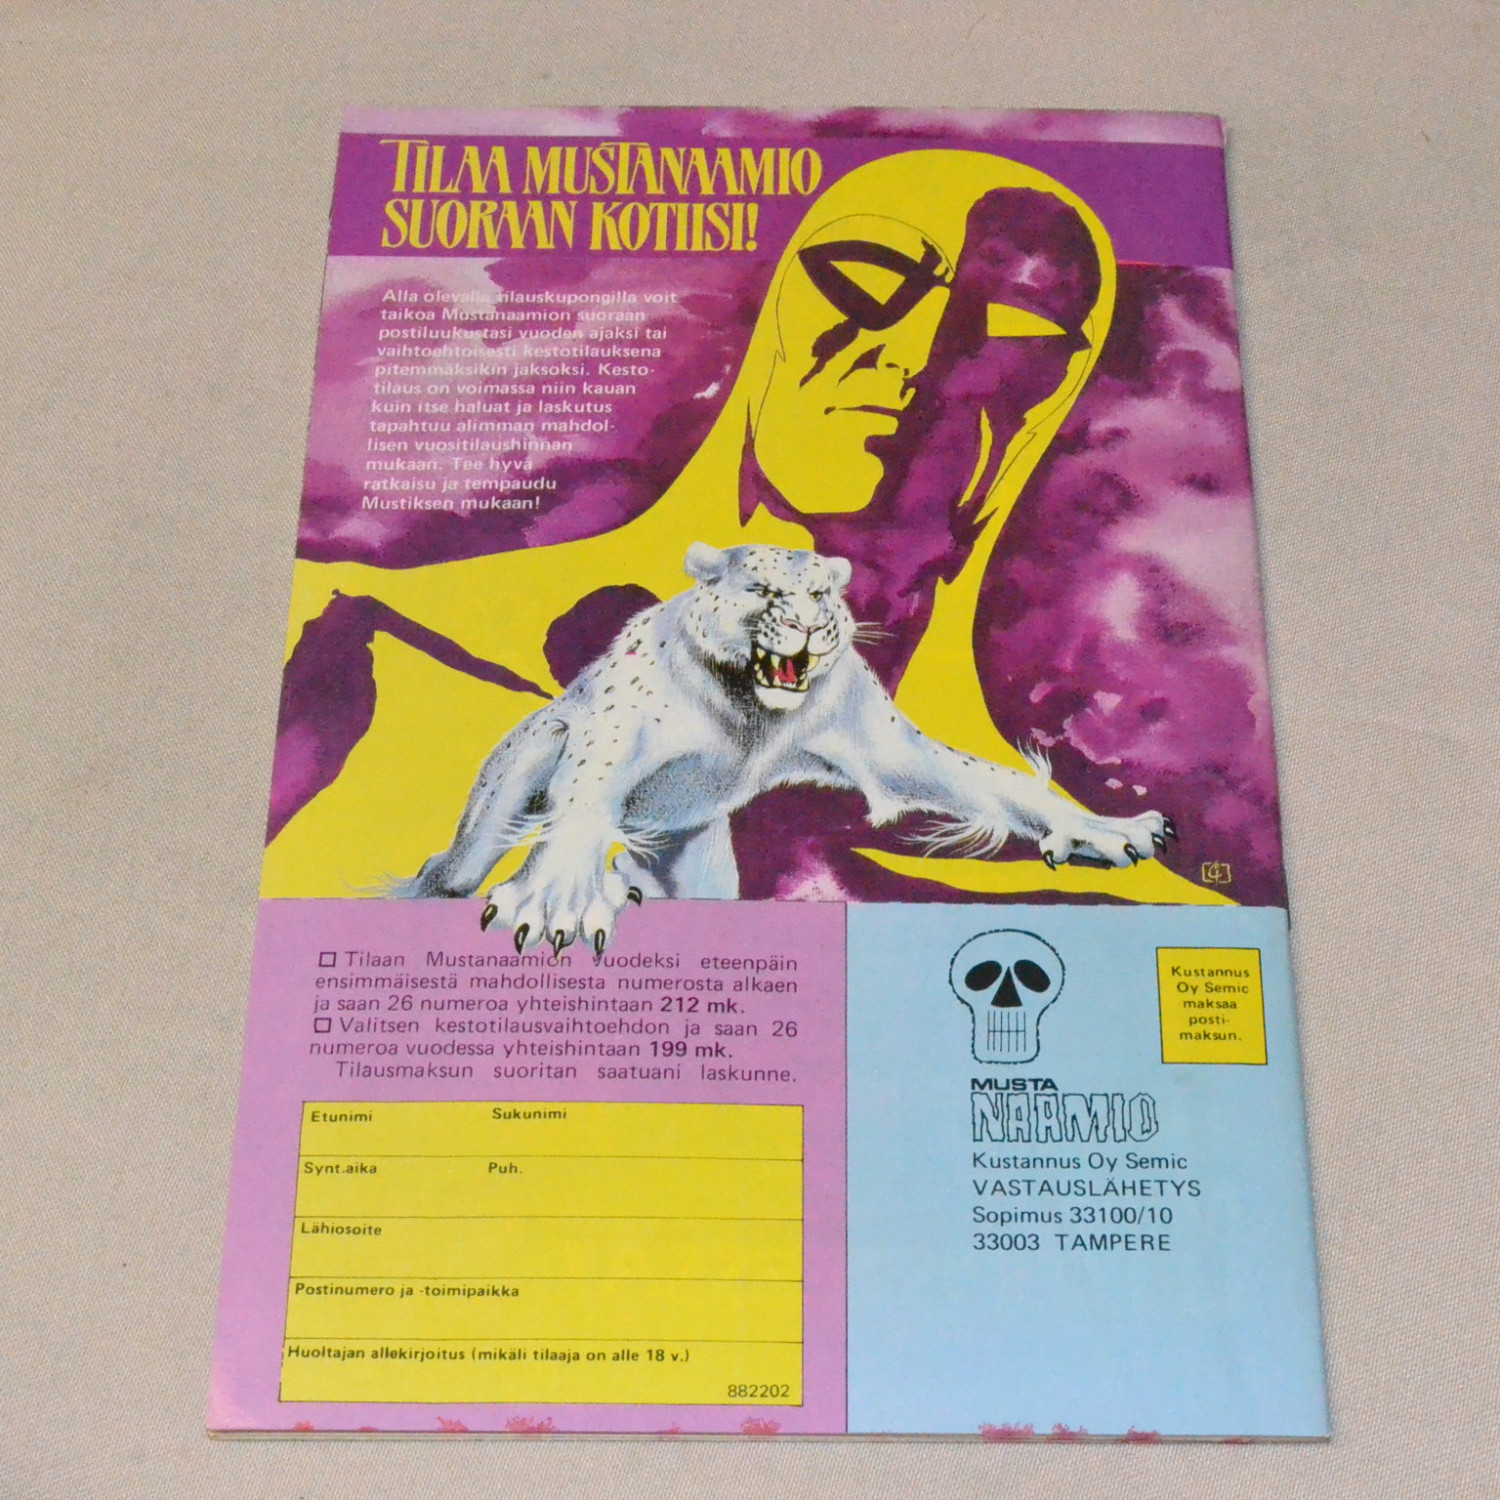 TILAA MUSTANAAMIO
SUORAAN KOTIISI!
Alla olevalla tilauskupongilla voit
taikoa Mustanaamion suoraan
postiluukustasi vuoden ajaksi tai
vaihtoehtoisesti kestotilauksena
pitemmäksikin jaksoksi. Kesto-
tilaus on voimassa niin kauan
kuin itse haluat ja laskutus
tapahtuu alimman mahdol-
lisen vuositilaushinnan
mukaan. Tee hyvä
ratkaisu ja tempaudu
Mustiksen mukaan!
Tilaan Mustanaamion vuodeksi eteenpäin
ensimmäisestä mahdollisesta numerosta alkaen
ja saan 26 numeroa yhteishintaan 212 mk.
Valitsen kestotilausvaihtoehdon ja saan 26
numeroa vuodessa yhteishintaan 199 mk.
Tilausmaksun suoritan saatuani laskunne.
Etunimi Sukunimi
Synt.aika Puh.
Lähiosoite
Postinumero ja -toimipaikka
Huoltajan allekirjoitus (mikäli tilaaja on alle 18 v.)
882202
Kustannus
Oy Semic
maksaa
posti-
maksun.
MUSTA
NAAMIO
Kustannus Oy Semic
VASTAUSLÄHETYS
Sopimus 33100/10
33003 TAMPERE